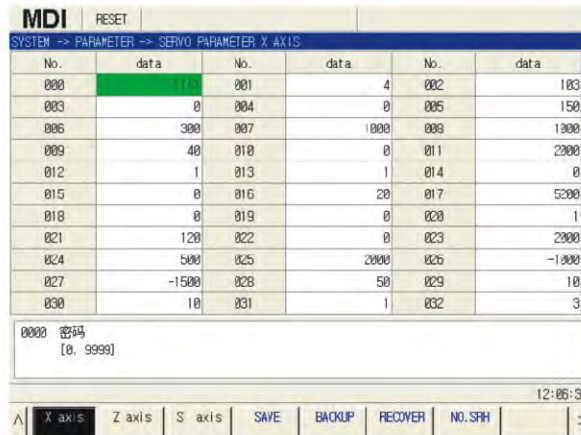 MDI RESET
SYSTEM -> PARAMETER -> SERVO PARAMETER X AXIS
No. data No. data No. data
000 001 4 002 103
003 0 004 0 005 150
006 300 007 1000 008 1000
009 40 010 0 011 2000
012 1 013 1 014 0
015 0 016 20 017 5200
018 0 019 0 020 1
021 120 022 0 023 2000
024 500 025 2000 026 -1000
027 -1500 028 50 029 10
030 10 031 1 032 3
0000 密码
[0, 9999]
12:06:3
X axis Z axis S axis SAVE BACKUP RECOVER NO.SRH